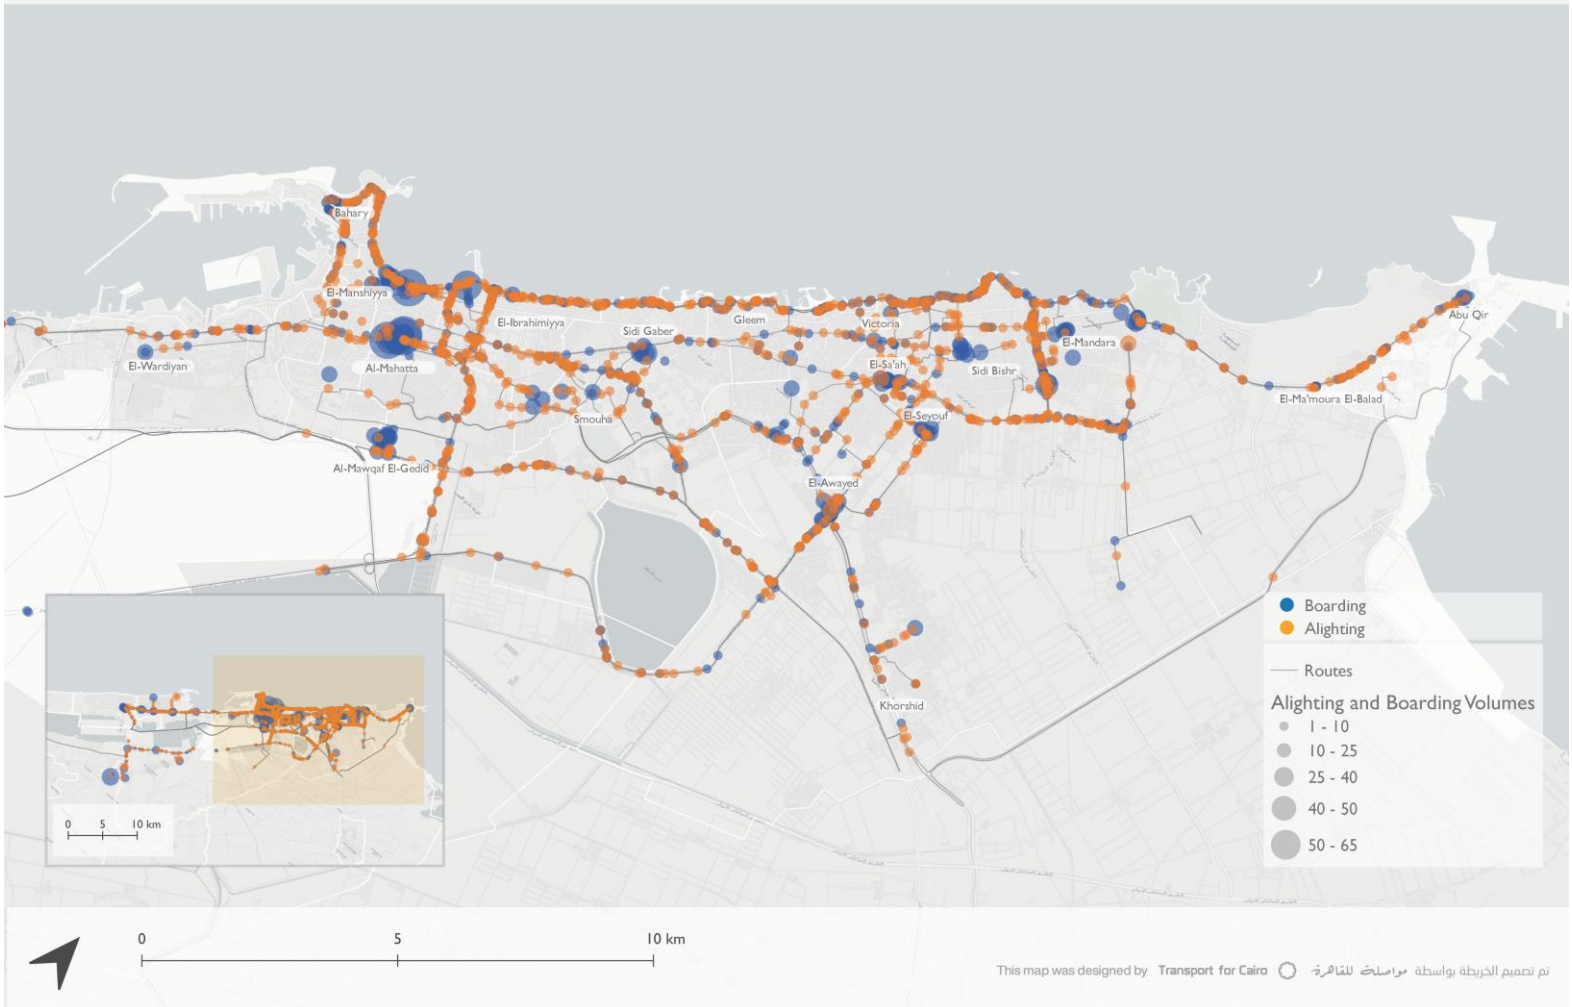 Bahary
El-Manshiyya
El-Ibrahimiyya
Sidi Gaber
Gleem
Victoria
Abu Qir
El-Mandara
El-Wardiyan
Al-Mahatta
El-Sa'ah
Sidi Bishr
El-Ma'moura El-Balad
Smouha
El-Seyouf
Al-Mawqaf El-Gedid
El-Awayed
Khorshid
Boarding
Alighting
Routes
Alighting and Boarding Volumes
1 - 10
10 - 25
25 - 40
40 - 50
50 - 65
0 5 10 km
0 5 10 km
This map was designed by Transport for Cairo مواصلة للقاهرة تم تصميم الخريطة بواسطة